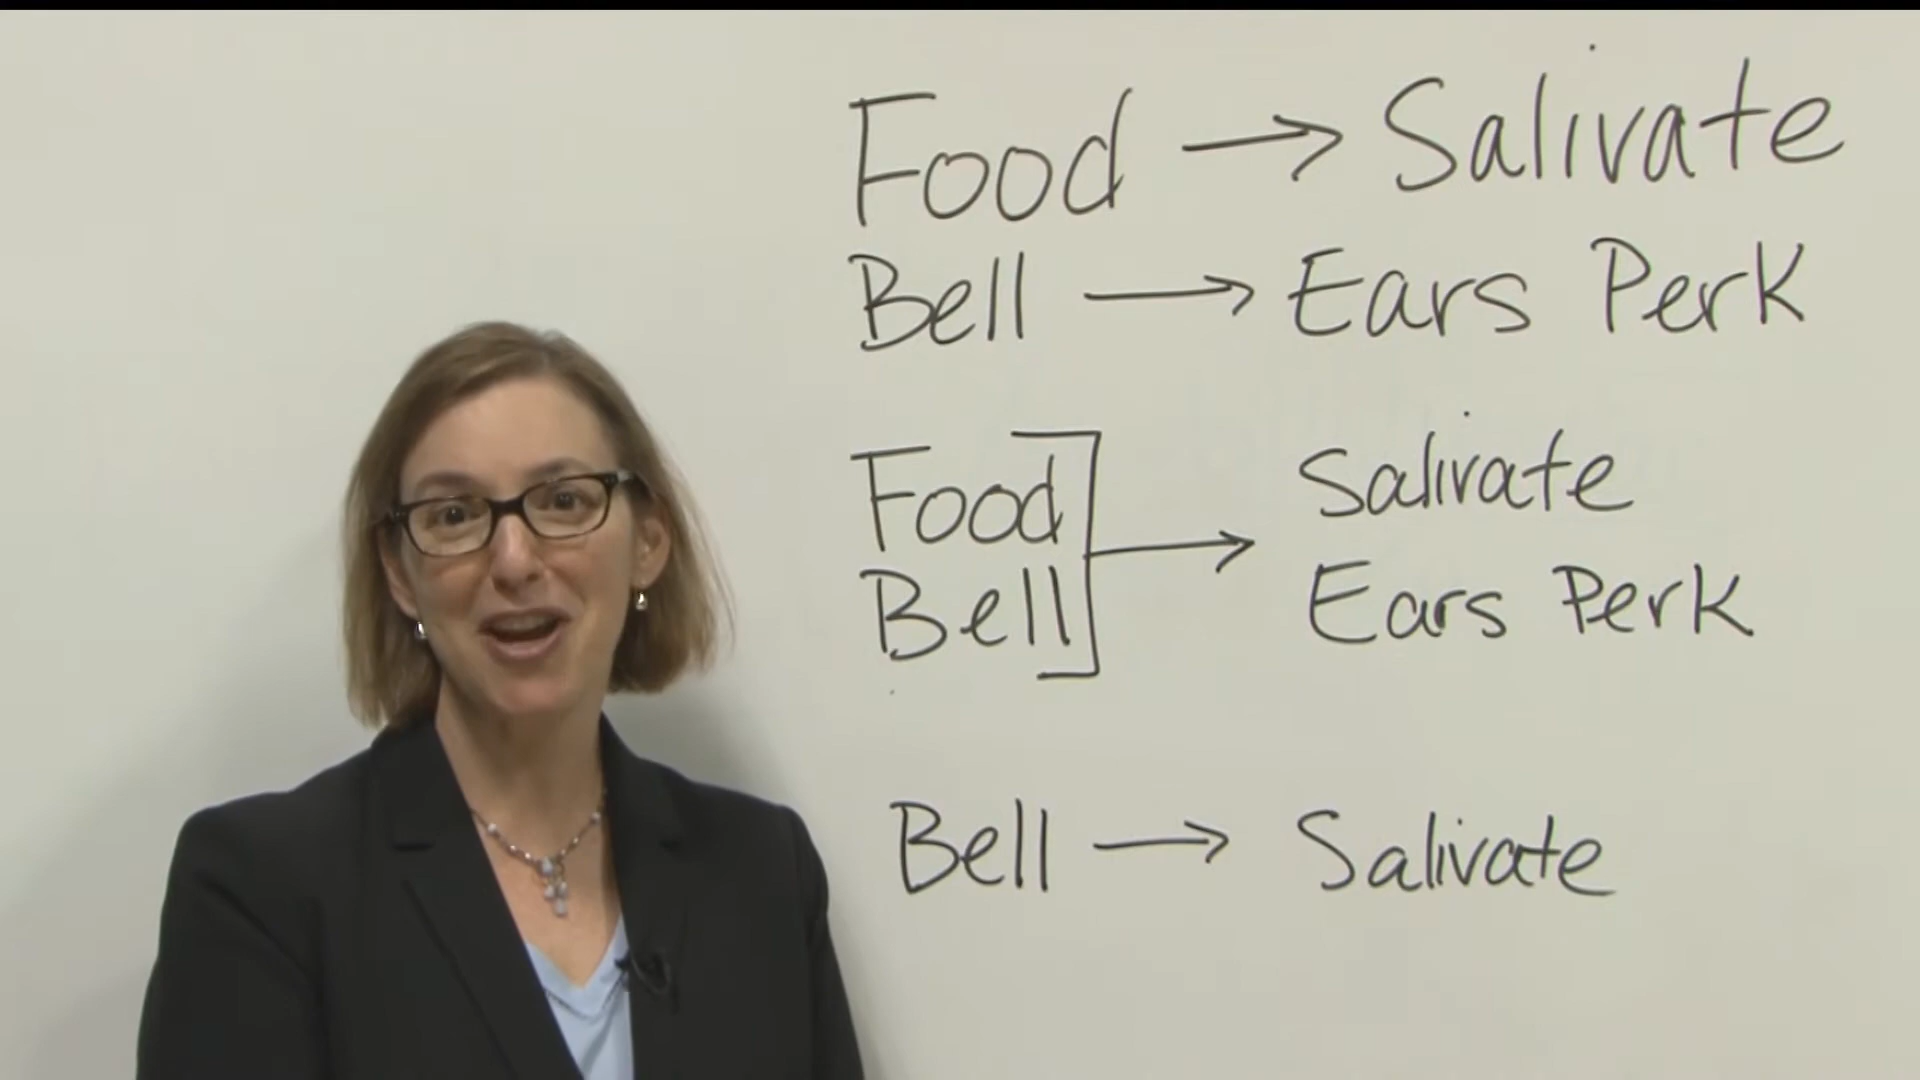 Food → Salivate
Bell → Ears Perk
Food
Bell] → Salivate
Ears Perk
Bell → Salivate